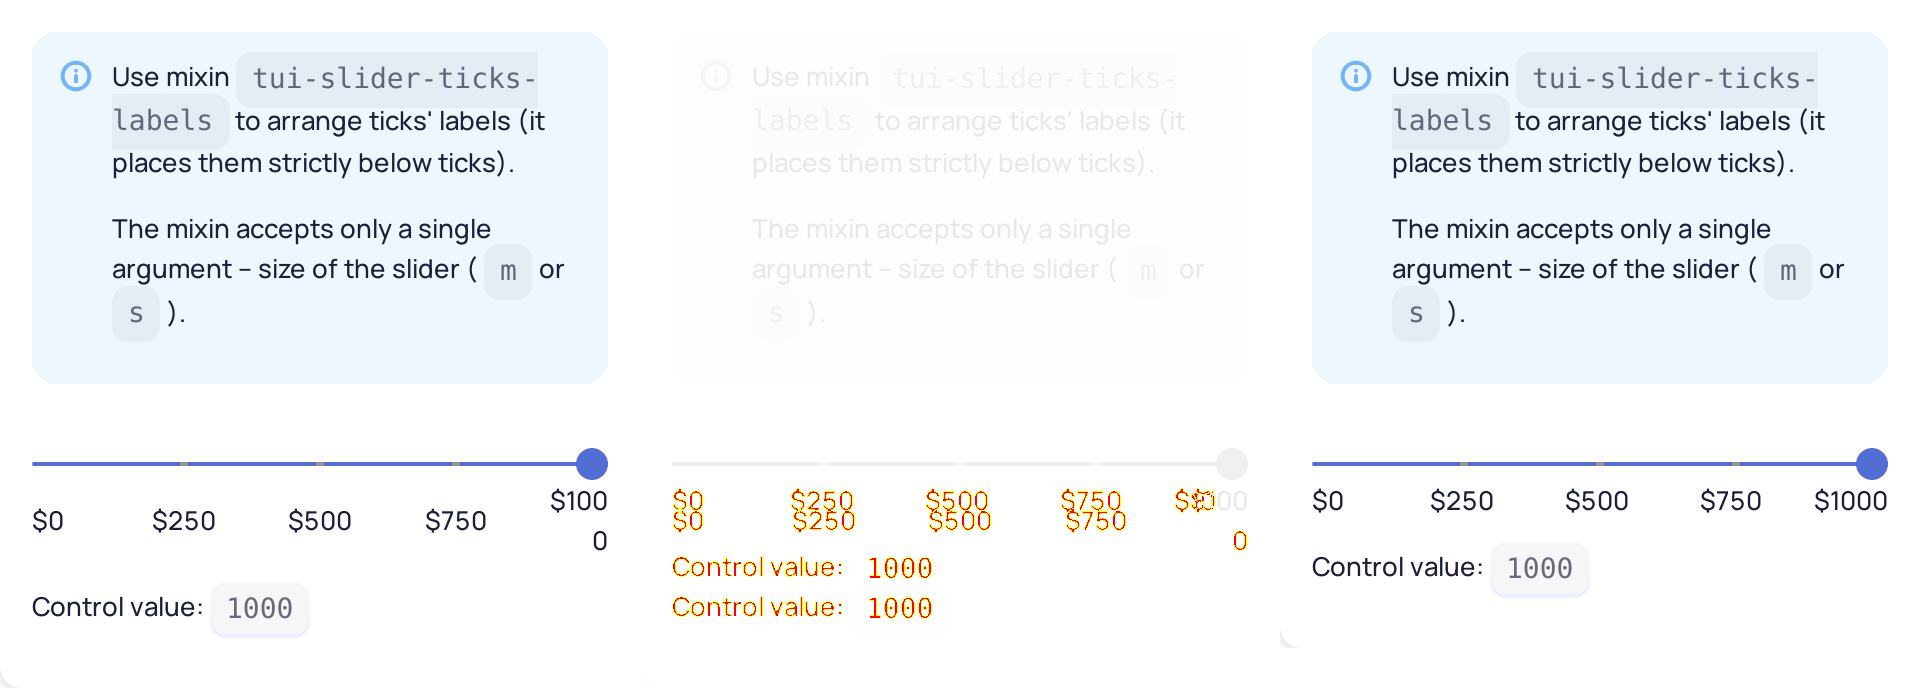 Use mixin tui-slider-ticks-
labels to arrange ticks' labels (it
places them strictly below ticks).
The mixin accepts only a single
argument – size of the slider ( m or
s ).
$0 $250 $500 $750 $100
0
Control value: 1000
Use mixin tui-slider-ticks-
labels to arrange ticks' labels (it
places them strictly below ticks).
The mixin accepts only a single
argument – size of the slider ( m or
s ).
$0 $250 $500 $750
$0 $250 $500 $750
0
Control value: 1000
Control value: 1000
Use mixin tui-slider-ticks-
labels to arrange ticks' labels (it
places them strictly below ticks).
The mixin accepts only a single
argument – size of the slider ( m or
s ).
$0 $250 $500 $750 $1000
Control value: 1000